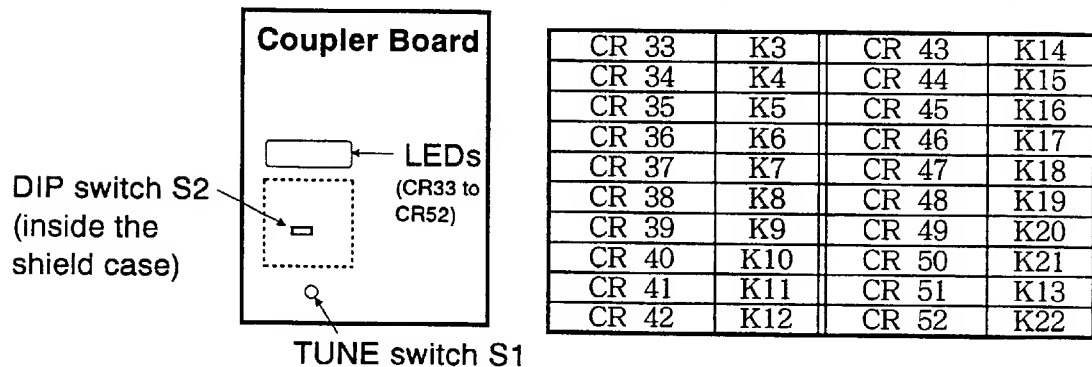 Coupler Board
LEDs
(CR33 to
CR52)
DIP switch S2
(inside the
shield case)
TUNE switch S1
CR 33 K3 CR 43 K14
CR 34 K4 CR 44 K15
CR 35 K5 CR 45 K16
CR 36 K6 CR 46 K17
CR 37 K7 CR 47 K18
CR 38 K8 CR 48 K19
CR 39 K9 CR 49 K20
CR 40 K10 CR 50 K21
CR 41 K11 CR 51 K13
CR 42 K12 CR 52 K22